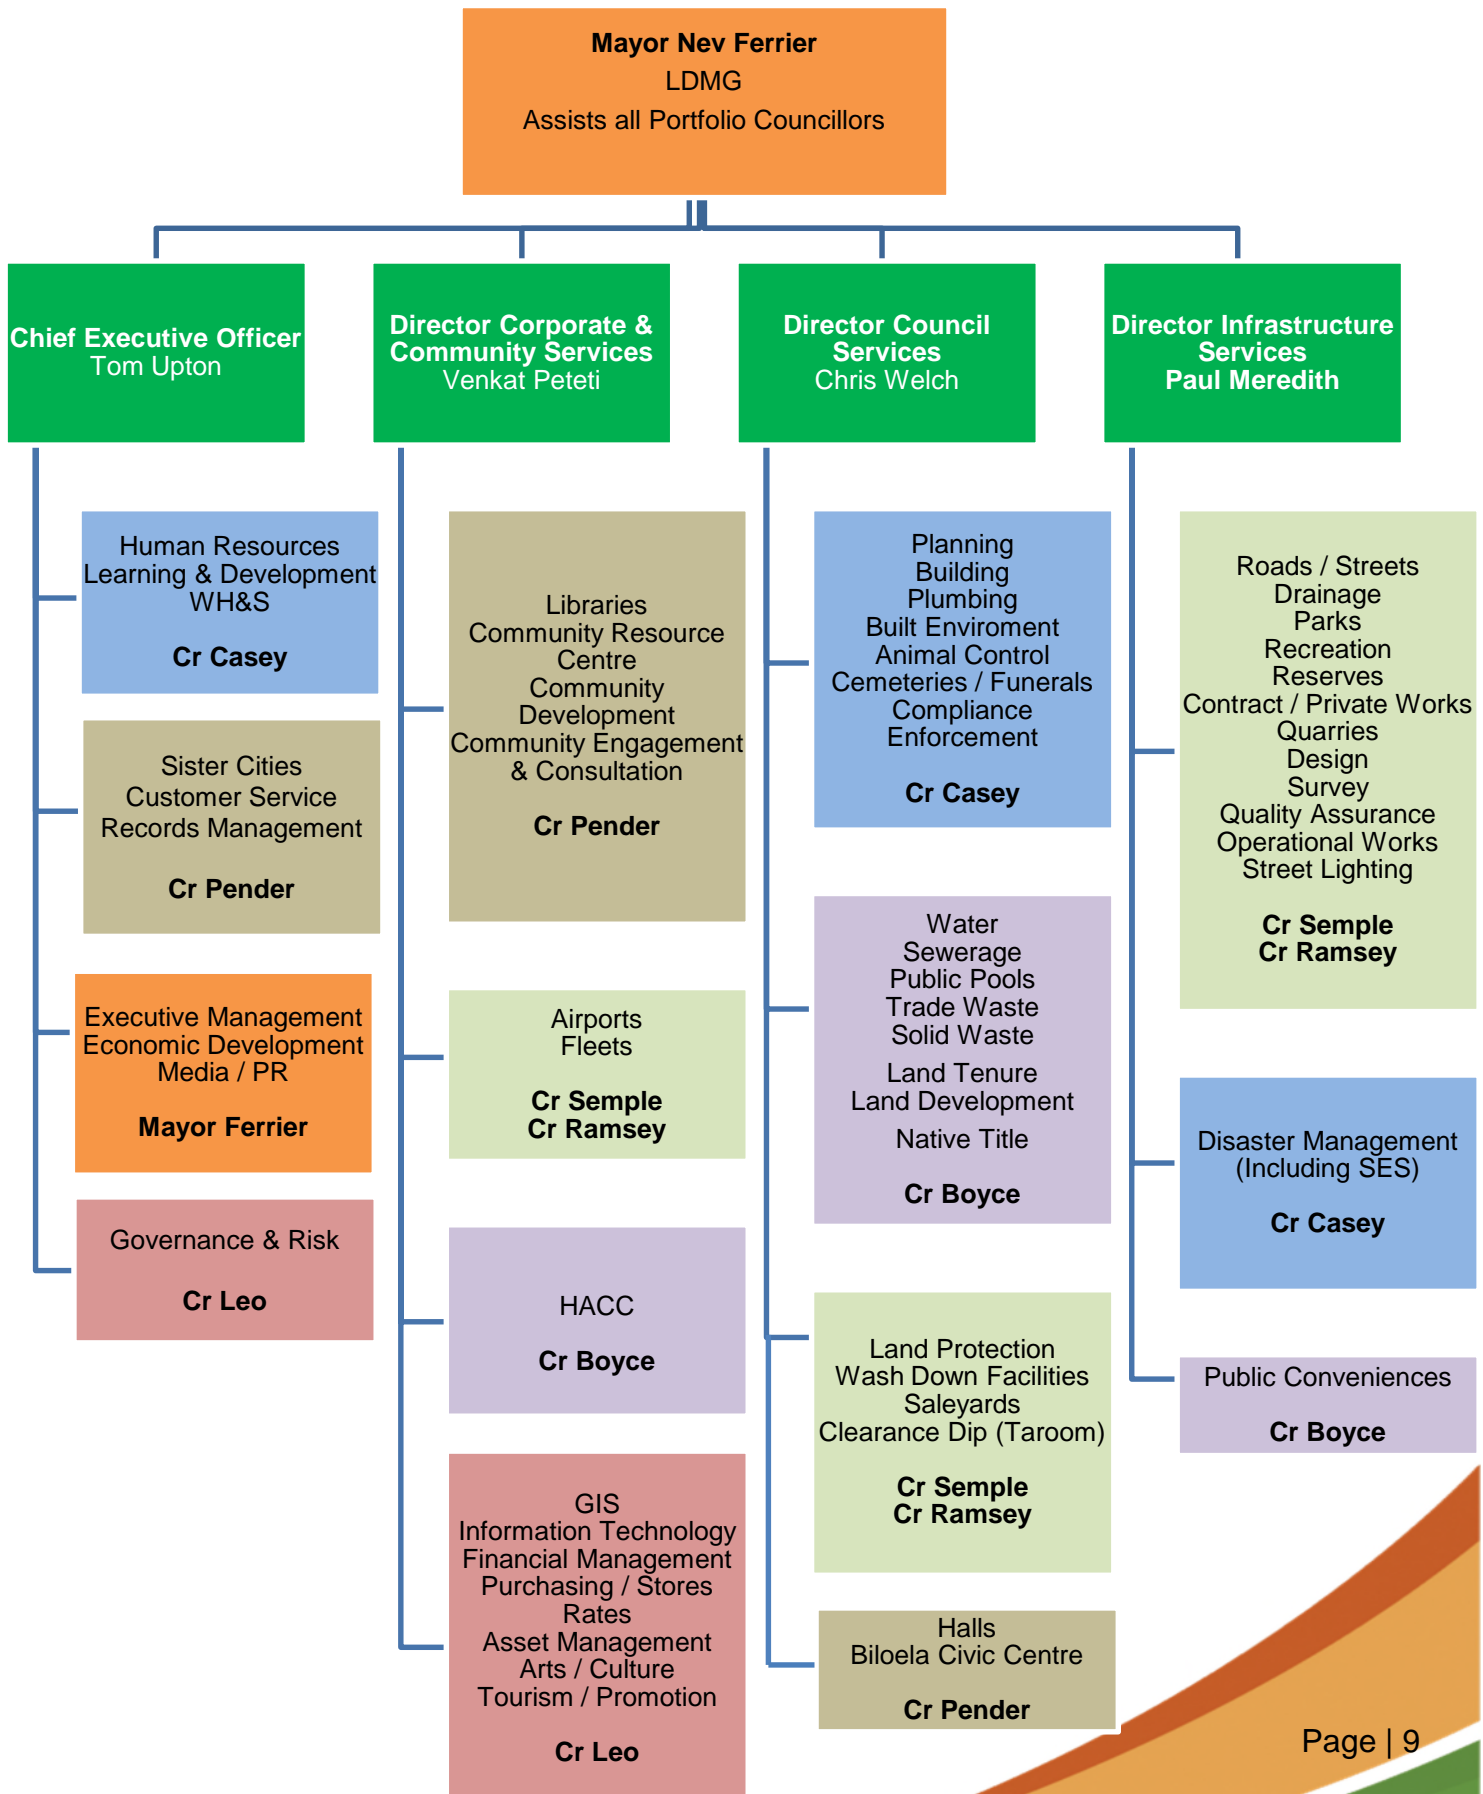 Mayor Nev Ferrier
LDMG
Assists all Portfolio Councillors
Chief Executive Officer
Tom Upton
Director Corporate &
Community Services
Venkat Peteti
Director Council
Services
Chris Welch
Director Infrastructure
Services
Paul Meredith
Human Resources
Learning & Development
WH&S
Cr Casey
Sister Cities
Customer Service
Records Management
Cr Pender
Executive Management
Economic Development
Media / PR
Mayor Ferrier
Governance & Risk
Cr Leo
Libraries
Community Resource
Centre
Community
Development
Community Engagement
& Consultation
Cr Pender
Airports
Fleets
Cr Semple
Cr Ramsey
HACC
Cr Boyce
GIS
Information Technology
Financial Management
Purchasing / Stores
Rates
Asset Management
Arts / Culture
Tourism / Promotion
Cr Leo
Planning
Building
Plumbing
Built Enviroment
Animal Control
Cemeteries / Funerals
Compliance
Enforcement
Cr Casey
Water
Sewerage
Public Pools
Trade Waste
Solid Waste
Land Tenure
Land Development
Native Title
Cr Boyce
Land Protection
Wash Down Facilities
Saleyards
Clearance Dip (Taroom)
Cr Semple
Cr Ramsey
Halls
Biloela Civic Centre
Cr Pender
Roads / Streets
Drainage
Parks
Recreation
Reserves
Contract / Private Works
Quarries
Design
Survey
Quality Assurance
Operational Works
Street Lighting
Cr Semple
Cr Ramsey
Disaster Management
(Including SES)
Cr Casey
Public Conveniences
Cr Boyce
Page | 9